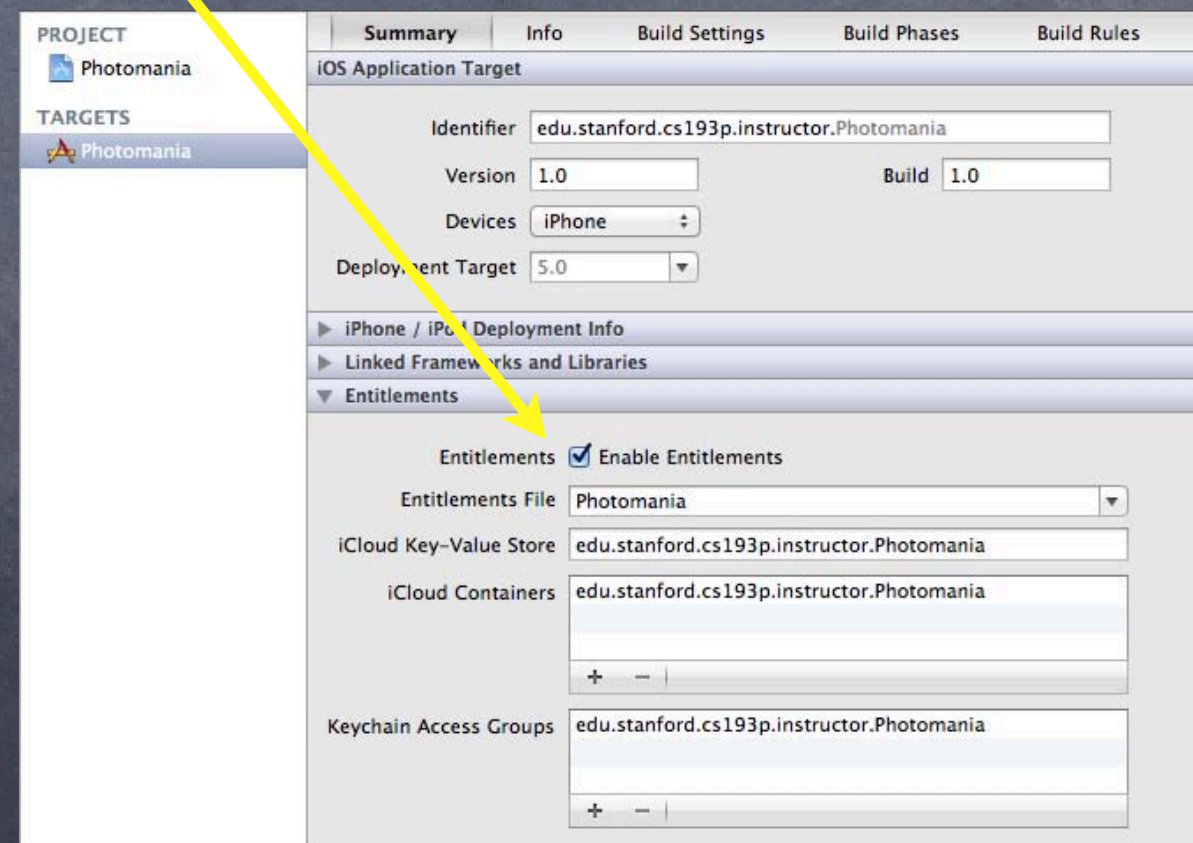 PROJECT
Photomania
TARGETS
Photomania
Summary Info Build Settings Build Phases Build Rules
iOS Application Target
Identifier edu.stanford.cs193p.instructor.Photomania
Version 1.0 Build 1.0
Devices iPhone
Deployment Target 5.0
iPhone / iPod Deployment Info
Linked Frameworks and Libraries
Entitlements
Entitlements Enable Entitlements
Entitlements File Photomania
iCloud Key-Value Store edu.stanford.cs193p.instructor.Photomania
iCloud Containers edu.stanford.cs193p.instructor.Photomania
+ −
Keychain Access Groups edu.stanford.cs193p.instructor.Photomania
+ −